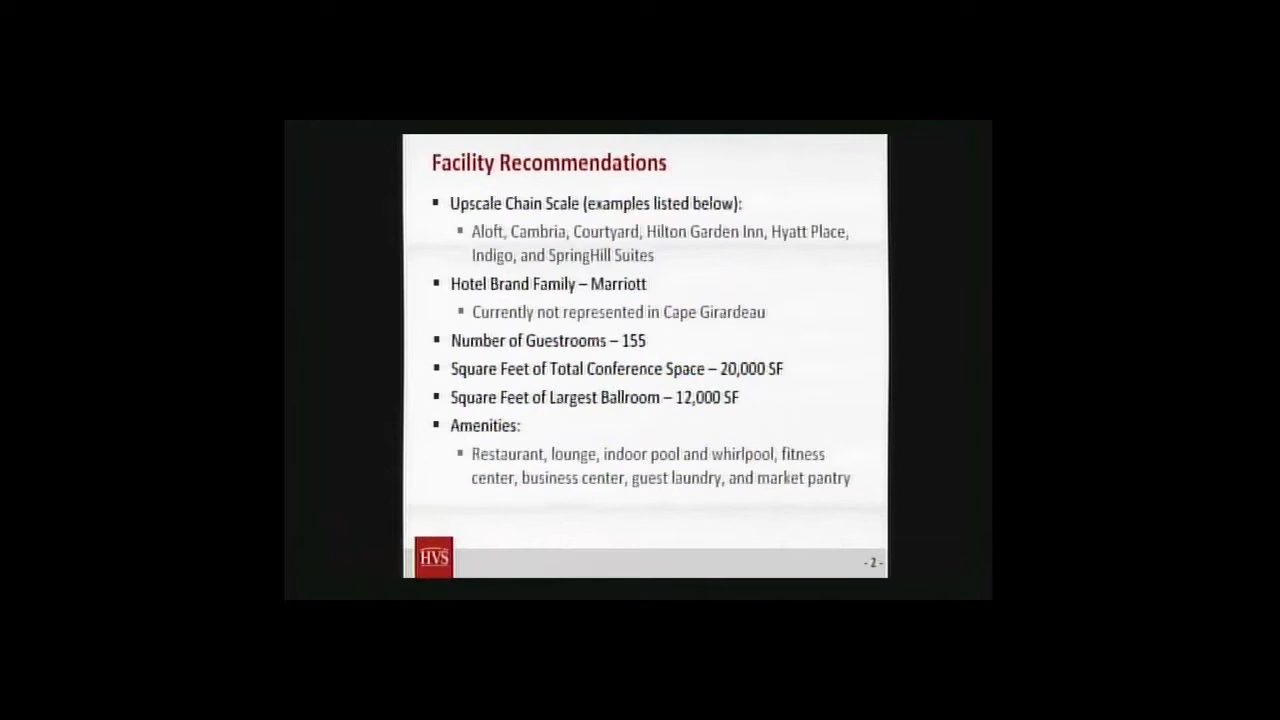 Facility Recommendations
▪ Upscale Chain Scale (examples listed below):
▪ Aloft, Cambria, Courtyard, Hilton Garden Inn, Hyatt Place,
Indigo, and SpringHill Suites
▪ Hotel Brand Family – Marriott
▪ Currently not represented in Cape Girardeau
▪ Number of Guestrooms – 155
▪ Square Feet of Total Conference Space – 20,000 SF
▪ Square Feet of Largest Ballroom – 12,000 SF
▪ Amenities:
▪ Restaurant, lounge, indoor pool and whirlpool, fitness
center, business center, guest laundry, and market pantry
HVS
- 2 -